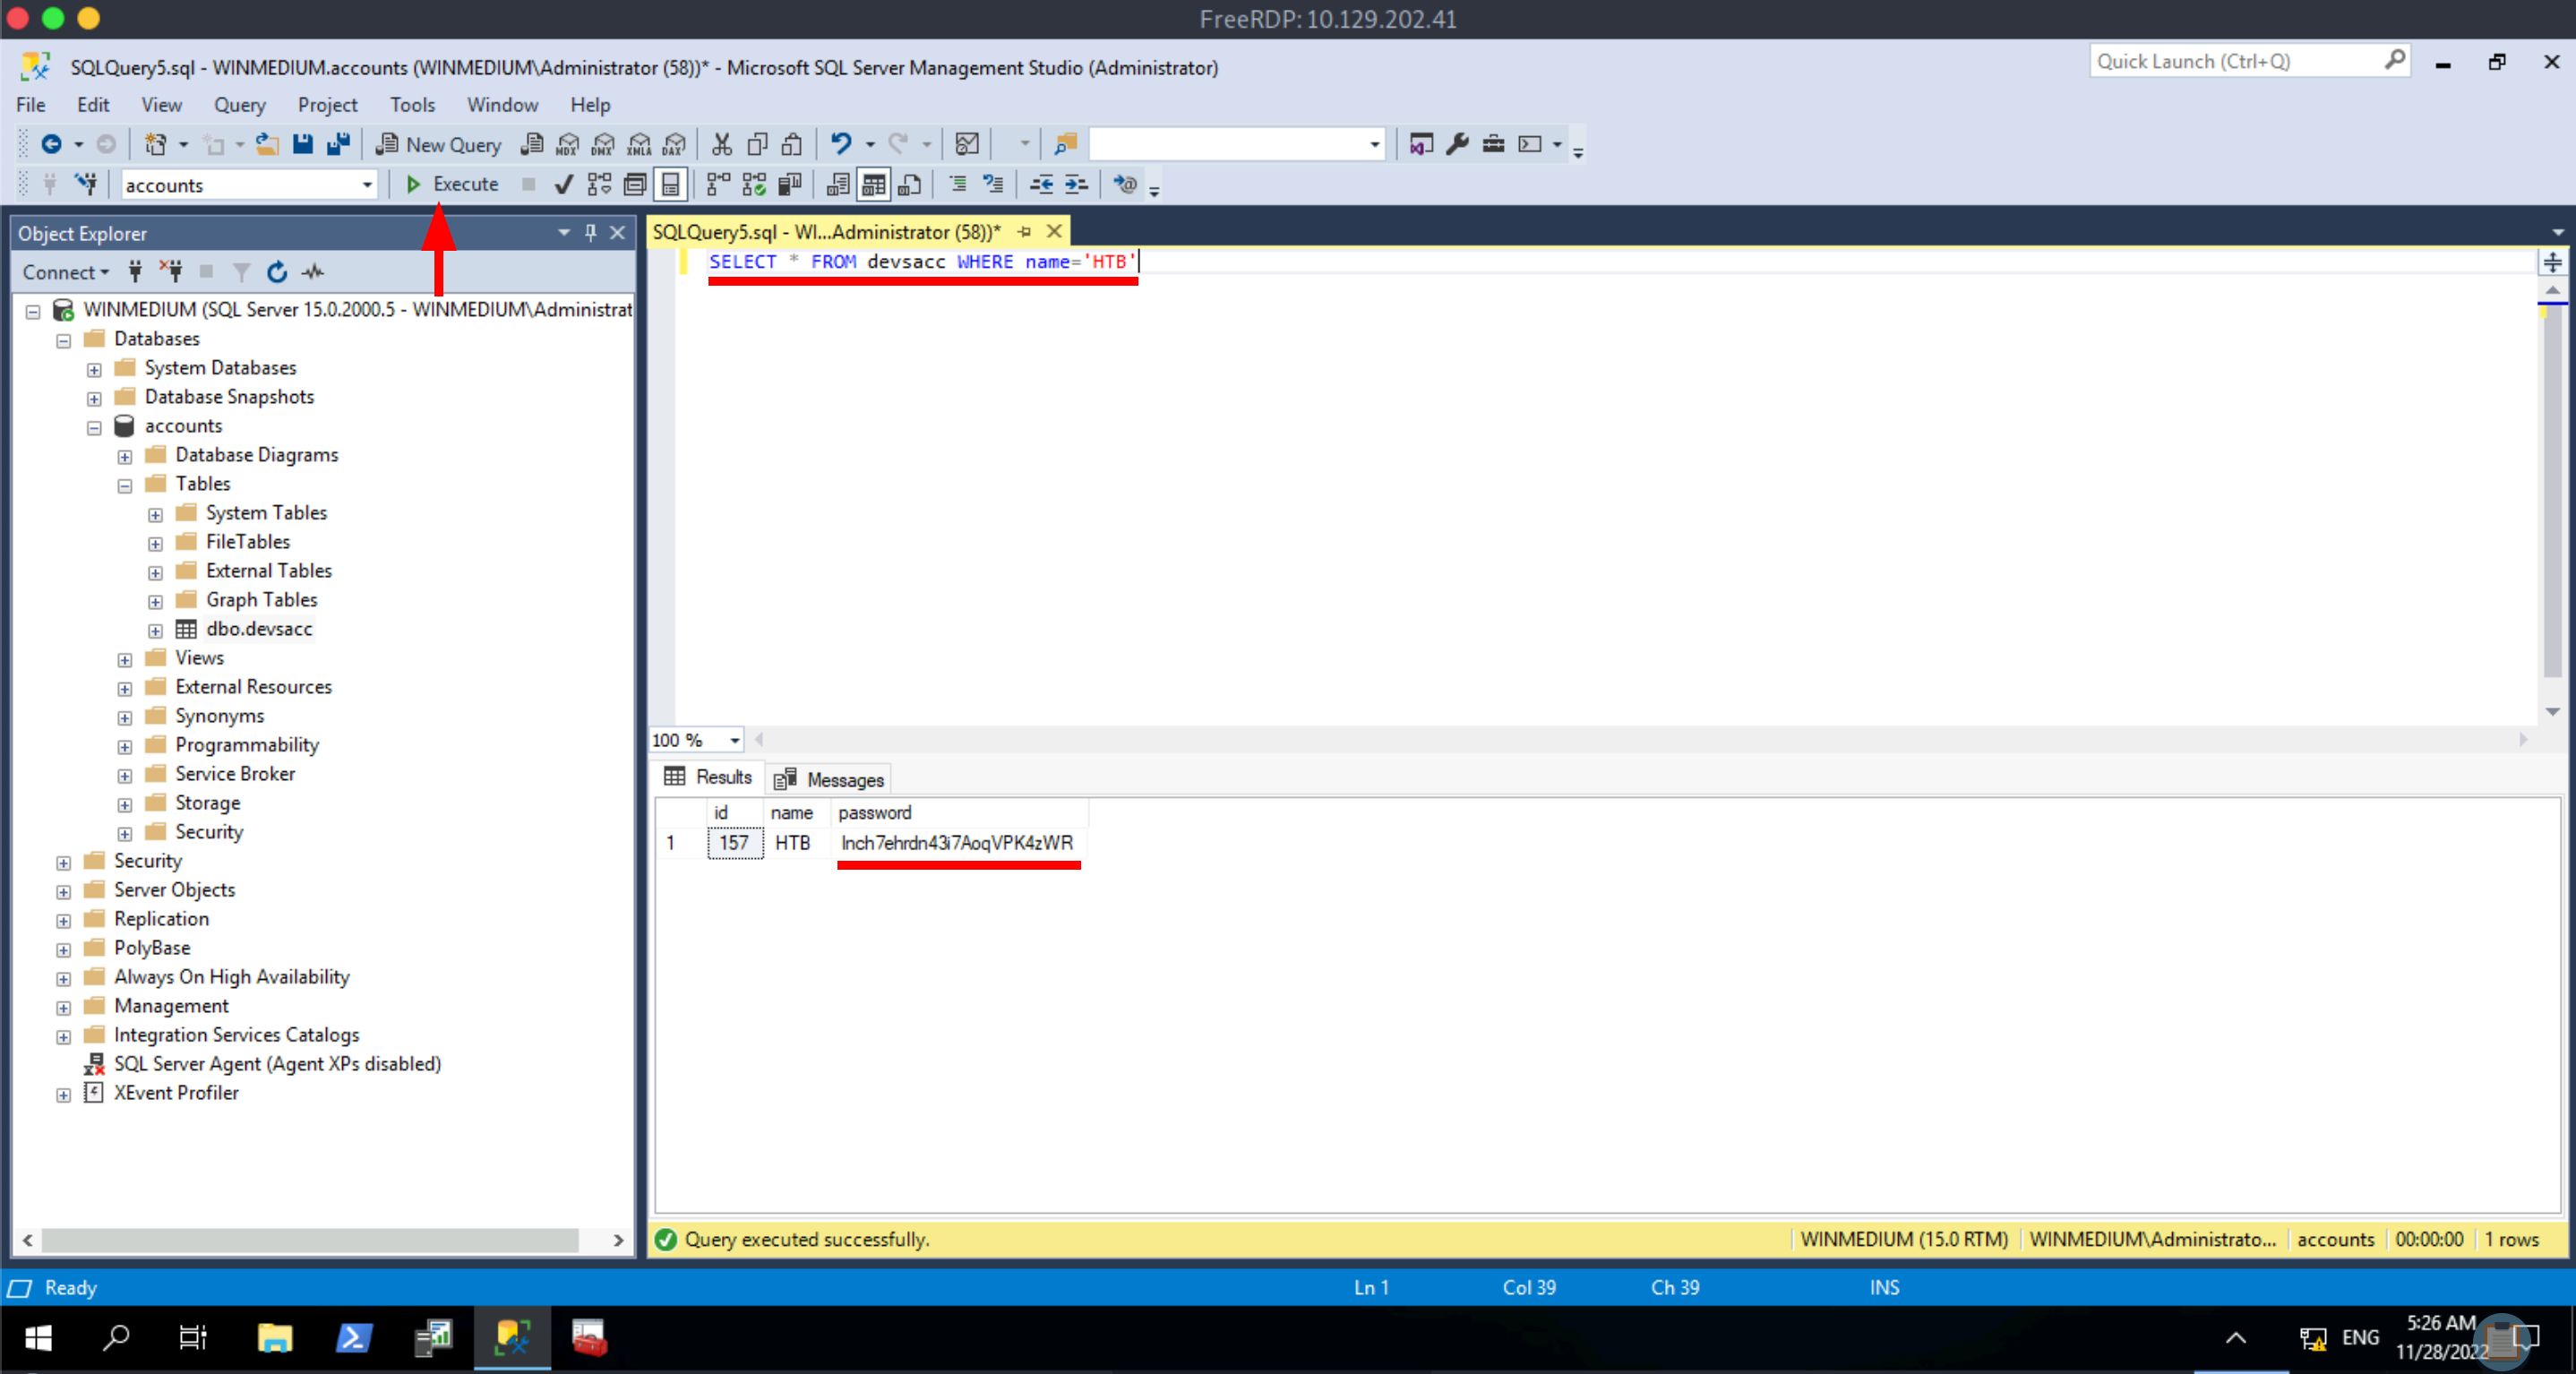 FreeRDP: 10.129.202.41
SQLQuery5.sql - WINMEDIUM.accounts (WINMEDIUM\Administrator (58))* - Microsoft SQL Server Management Studio (Administrator)
Quick Launch (Ctrl+Q)
File Edit View Query Project Tools Window Help
New Query MDX DMX XMLA DAX
accounts Execute
Object Explorer
SQLQuery5.sql - WI...Administrator (58))*
Connect
SELECT * FROM devsacc WHERE name='HTB'
WINMEDIUM (SQL Server 15.0.2000.5 - WINMEDIUM\Administrat
Databases
System Databases
Database Snapshots
accounts
Database Diagrams
Tables
System Tables
FileTables
External Tables
Graph Tables
dbo.devsacc
Views
External Resources
Synonyms
Programmability
Service Broker
Storage
Security
Security
Server Objects
Replication
PolyBase
Always On High Availability
Management
Integration Services Catalogs
SQL Server Agent (Agent XPs disabled)
XEvent Profiler
100 %
Results Messages
id name password
1 157 HTB lnch7ehrdn43i7AoqVPK4zWR
Query executed successfully.
WINMEDIUM (15.0 RTM) WINMEDIUM\Administrato... accounts 00:00:00 1 rows
Ready Ln 1 Col 39 Ch 39 INS
ENG
5:26 AM
11/28/2022